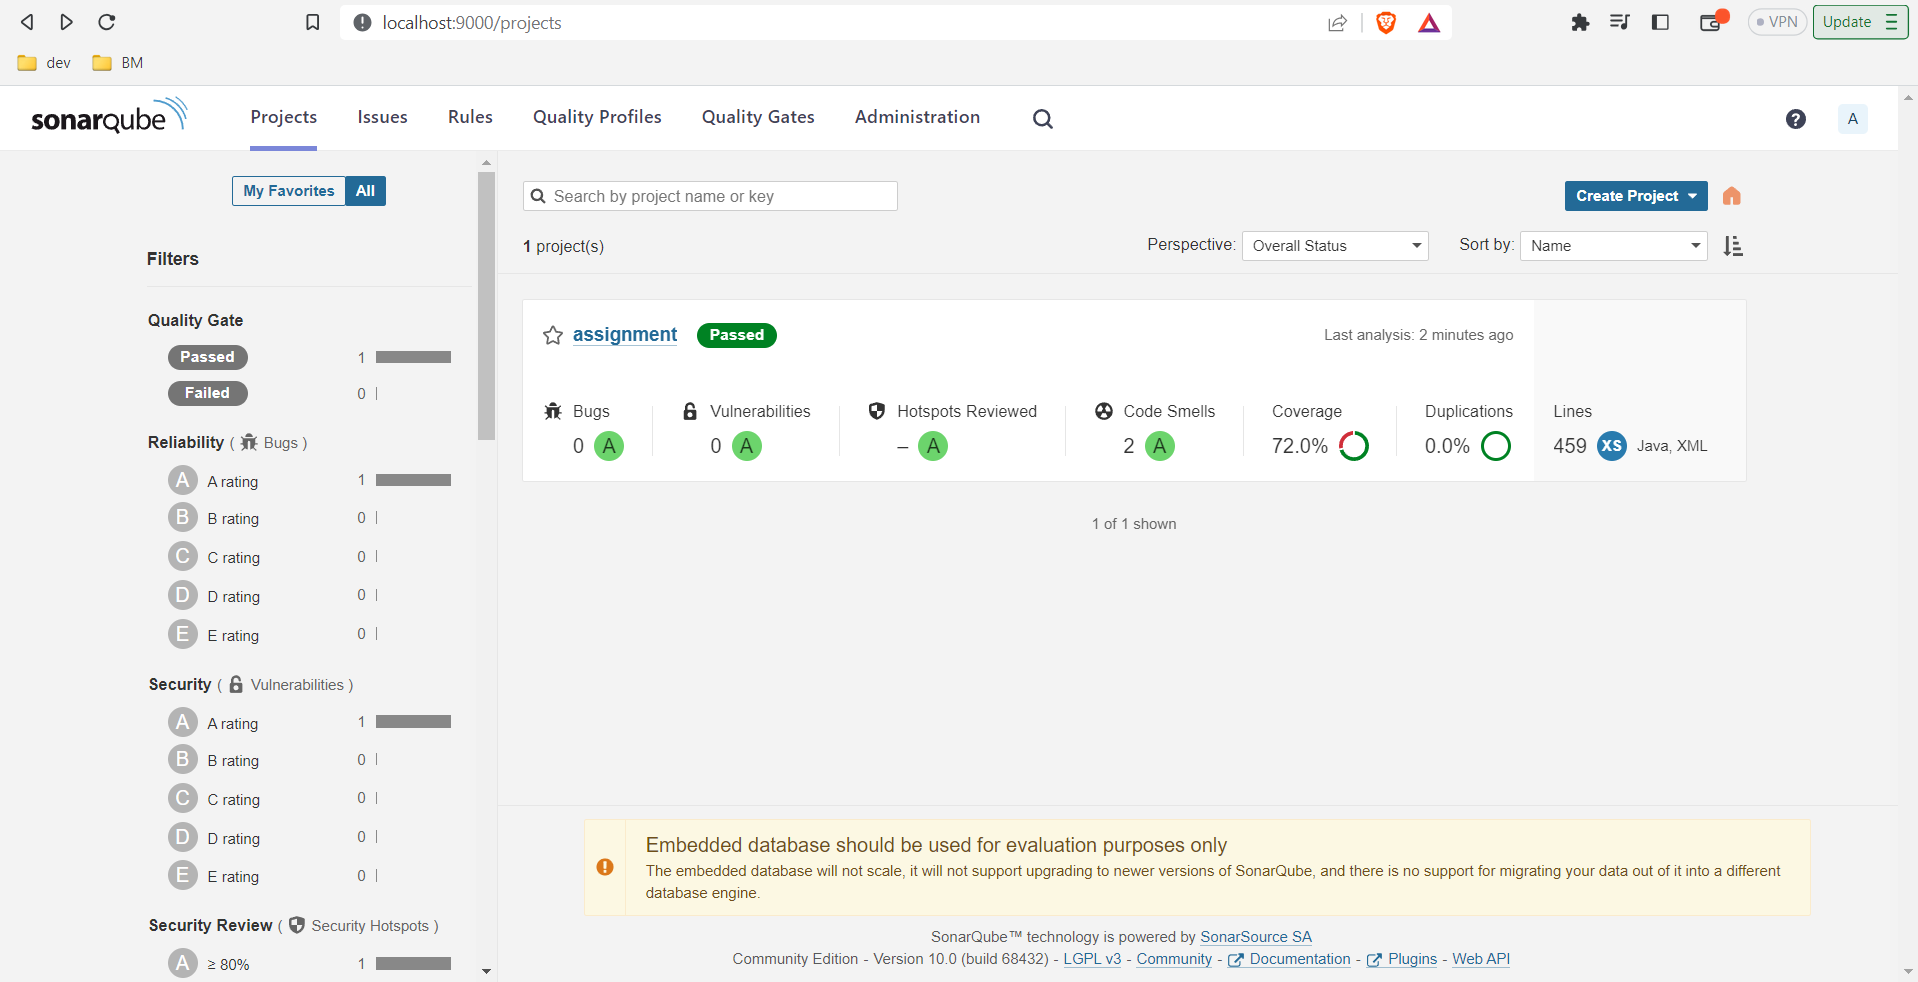 localhost:9000/projects
VPN
Update
dev
BM
sonarqube
Projects
Issues
Rules
Quality Profiles
Quality Gates
Administration
?
A
My Favorites
All
Filters
Quality Gate
Passed 1
Failed 0
Reliability ( Bugs )
A A rating 1
B B rating 0
C C rating 0
D D rating 0
E E rating 0
Security ( Vulnerabilities )
A A rating 1
B B rating 0
C C rating 0
D D rating 0
E E rating 0
Security Review ( Security Hotspots )
A ≥ 80% 1
Search by project name or key
Create Project
1 project(s)
Perspective: Overall Status
Sort by: Name
assignment Passed
Last analysis: 2 minutes ago
Bugs
0 A
Vulnerabilities
0 A
Hotspots Reviewed
– A
Code Smells
2 A
Coverage
72.0%
Duplications
0.0%
Lines
459 XS Java, XML
1 of 1 shown
Embedded database should be used for evaluation purposes only
The embedded database will not scale, it will not support upgrading to newer versions of SonarQube, and there is no support for migrating your data out of it into a different
database engine.
SonarQube™ technology is powered by SonarSource SA
Community Edition - Version 10.0 (build 68432) - LGPL v3 - Community - Documentation - Plugins - Web API